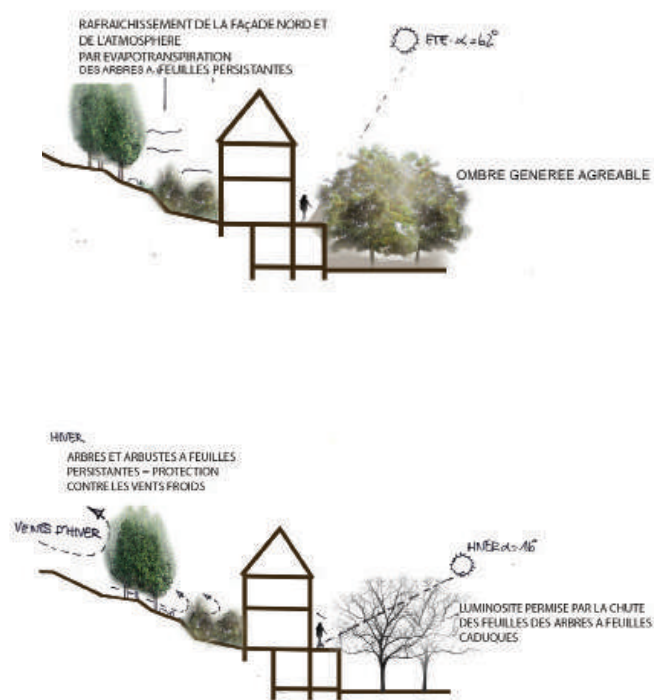 RAFRAICHISSEMENT DE LA FAÇADE NORD ET
DE L'ATMOSPHERE
PAR EVAPOTRANSPIRATION
DES ARBRES A FEUILLES PERSISTANTES
ETE α=62°
OMBRE GENEREE AGREABLE
HIVER
ARBRES ET ARBUSTES A FEUILLES
PERSISTANTES = PROTECTION
CONTRE LES VENTS FROIDS
VENTS D'HIVER
HIVER α=16°
LUMINOSITE PERMISE PAR LA CHUTE
DES FEUILLES DES ARBRES A FEUILLES
CADUQUES